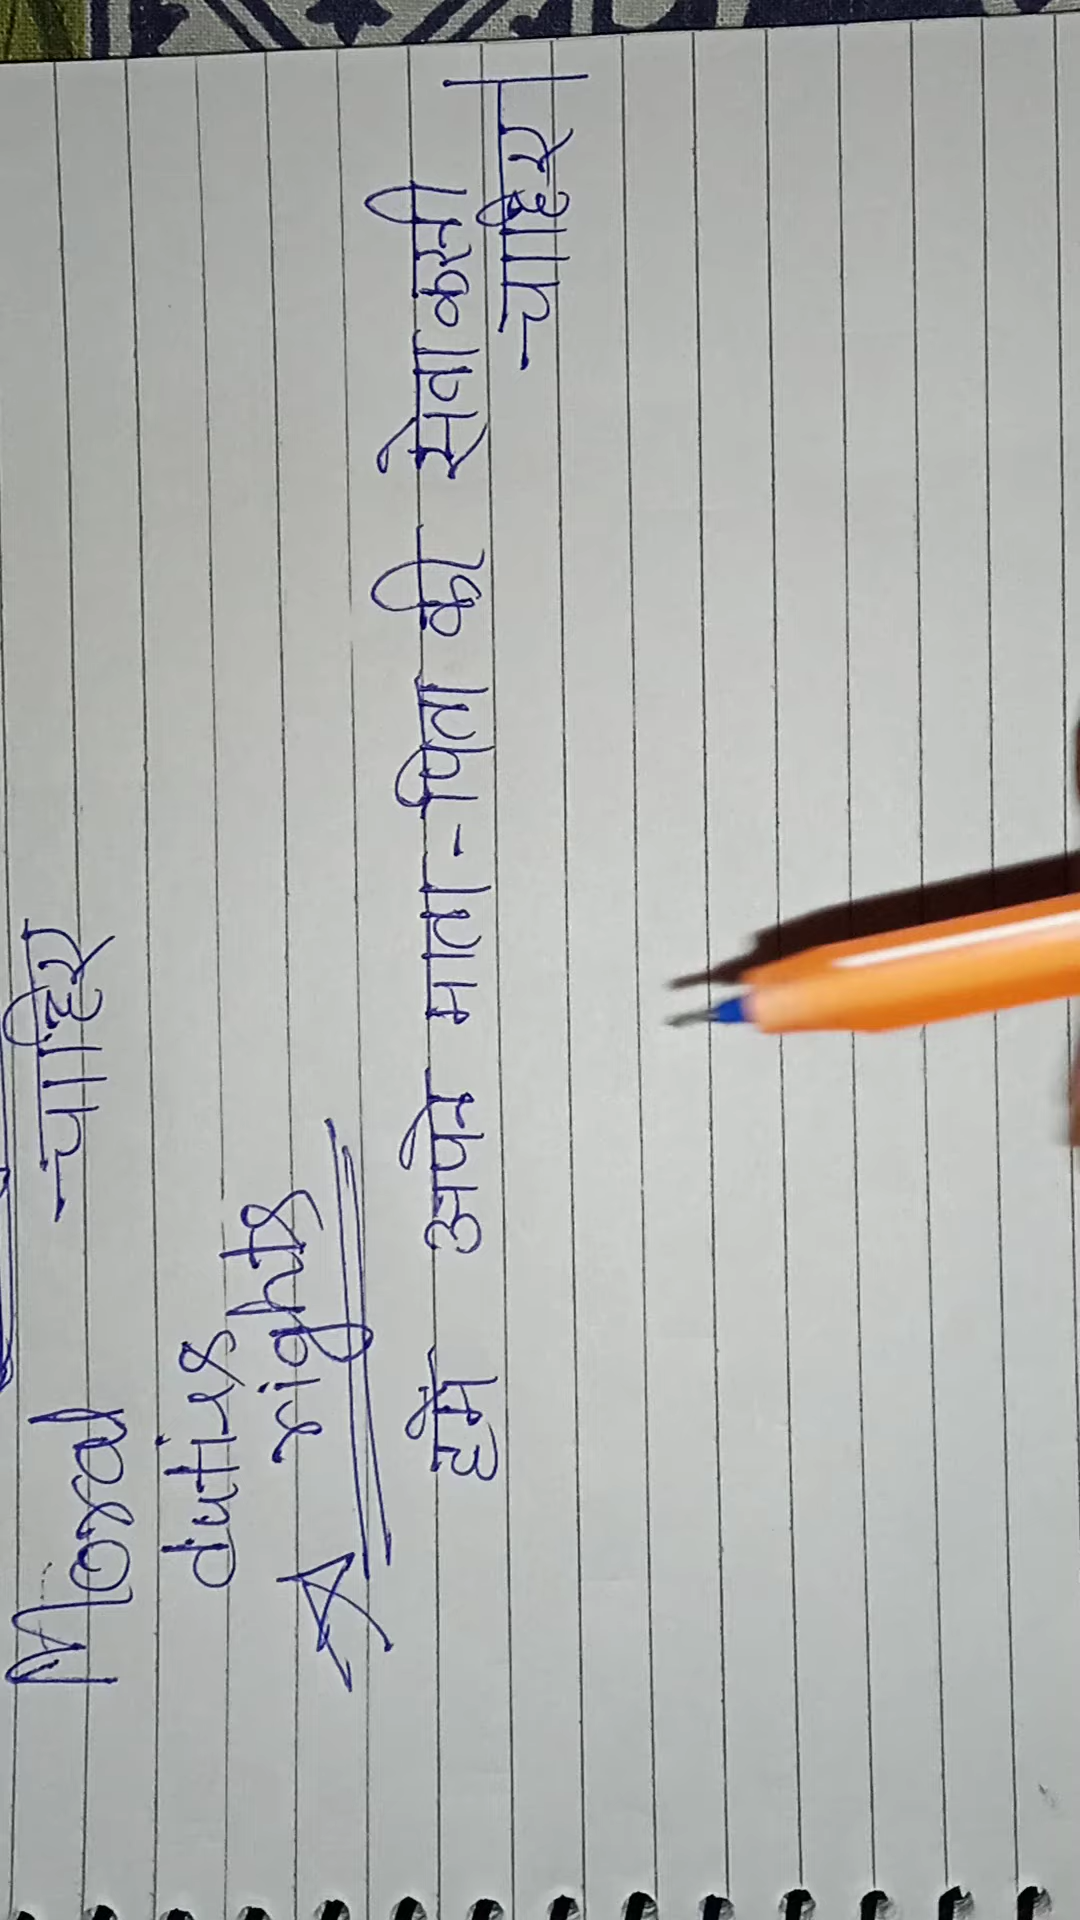 Moral चाहिए
duties
rights
हमें अपने माता-पिता की सेवा करनी
चाहिए।